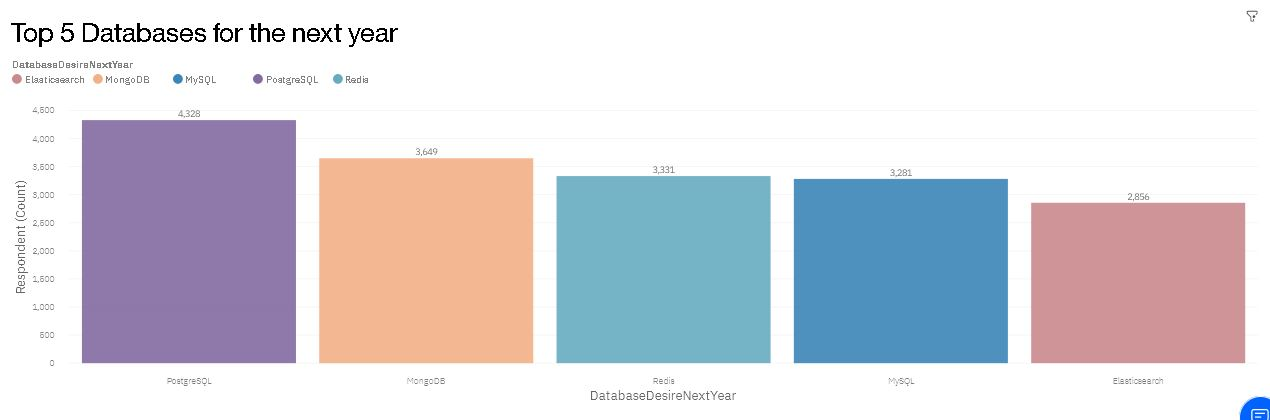 Top 5 Databases for the next year
DatabaseDesireNextYear
Elasticsearch MongoDB MySQL PostgreSQL Redis
4,500
4,000
3,500
3,000
2,500
2,000
1,500
1,000
500
0
Respondent (Count)
4,328
3,649
3,331
3,281
2,856
PostgreSQL MongoDB Redis MySQL Elasticsearch
DatabaseDesireNextYear